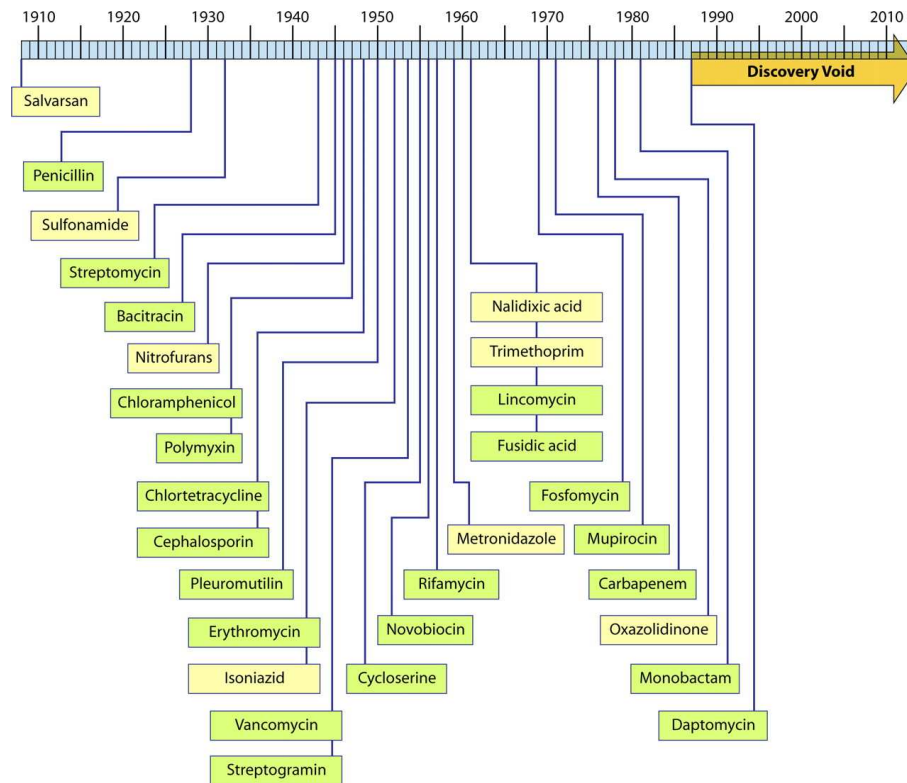 1910 1920 1930 1940 1950 1960 1970 1980 1990 2000 2010
Discovery Void
Salvarsan
Penicillin
Sulfonamide
Streptomycin
Bacitracin
Nitrofurans
Chloramphenicol
Polymyxin
Chlortetracycline
Cephalosporin
Pleuromutilin
Erythromycin
Isoniazid
Vancomycin
Streptogramin
Cycloserine
Novobiocin
Rifamycin
Metronidazole
Nalidixic acid
Trimethoprim
Lincomycin
Fusidic acid
Fosfomycin
Mupirocin
Carbapenem
Oxazolidinone
Monobactam
Daptomycin